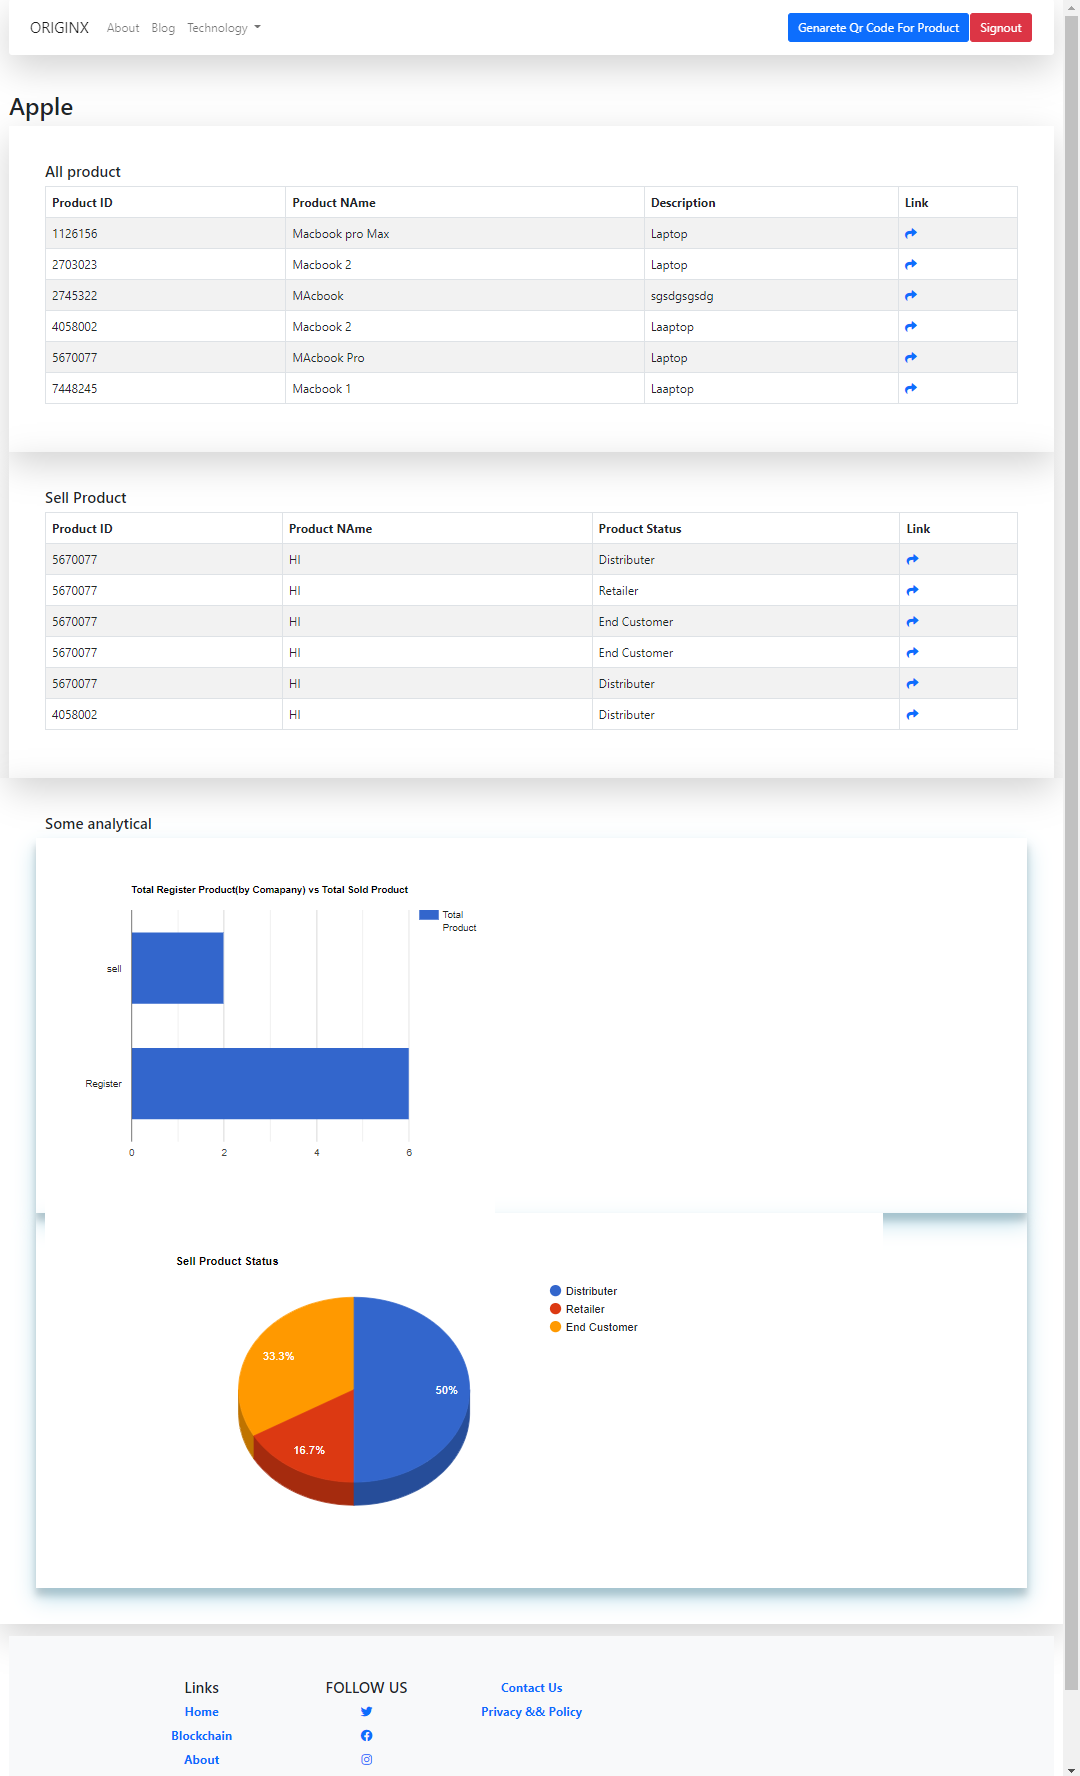 ORIGINX About Blog Technology Genarete Qr Code For Product Signout
Apple
All product
Product ID Product NAme Description Link
1126156 Macbook pro Max Laptop
2703023 Macbook 2 Laptop
2745322 MAcbook sgsdgsgsdg
4058002 Macbook 2 Laaptop
5670077 MAcbook Pro Laptop
7448245 Macbook 1 Laaptop
Sell Product
Product ID Product NAme Product Status Link
5670077 HI Distributer
5670077 HI Retailer
5670077 HI End Customer
5670077 HI End Customer
5670077 HI Distributer
4058002 HI Distributer
Some analytical
Total Register Product(by Comapany) vs Total Sold Product
Total
Product
sell
Register
0 2 4 6
Sell Product Status
Distributer
Retailer
End Customer
33.3%
50%
16.7%
Links FOLLOW US Contact Us
Home Privacy && Policy
Blockchain
About